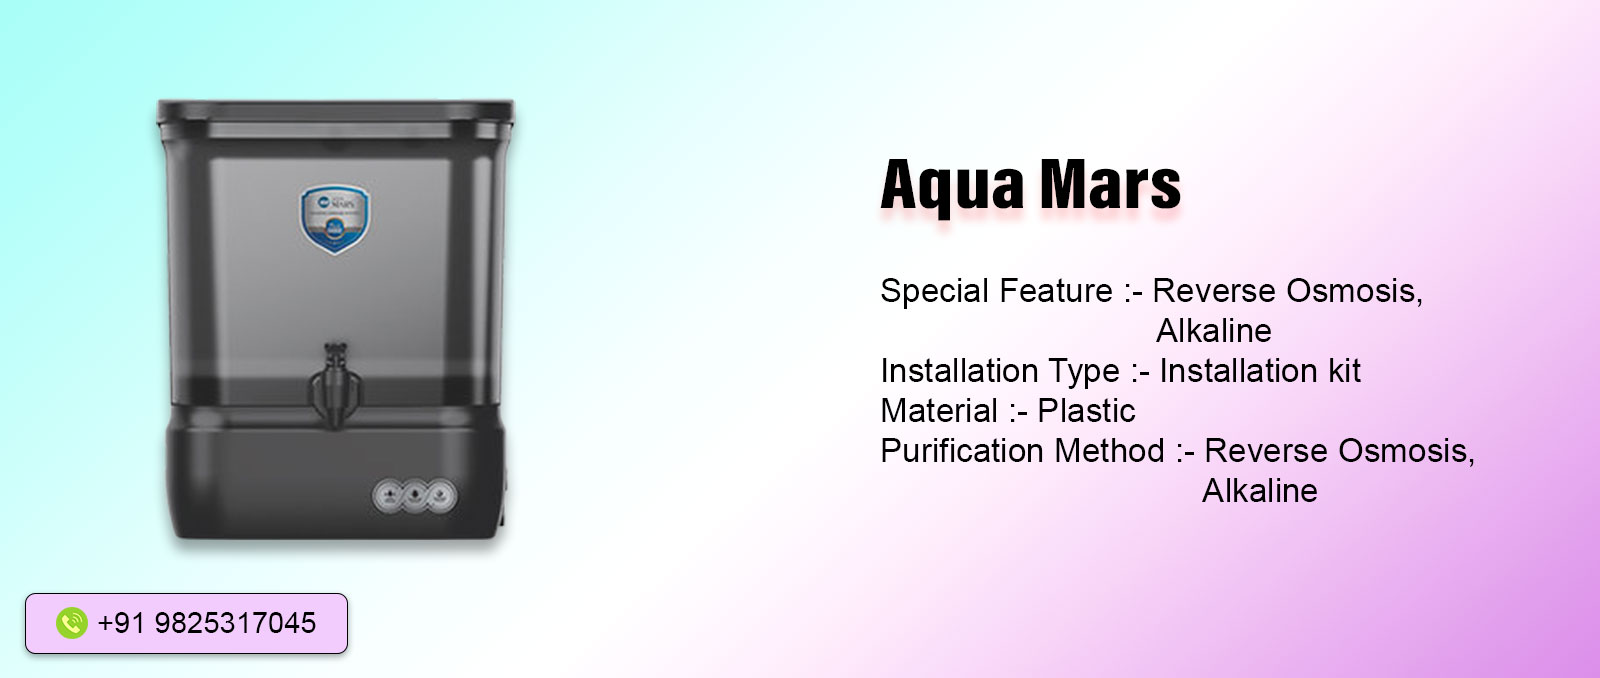 MARS
Aqua Mars
Special Feature :- Reverse Osmosis,
Alkaline
Installation Type :- Installation kit
Material :- Plastic
Purification Method :- Reverse Osmosis,
Alkaline
+91 9825317045